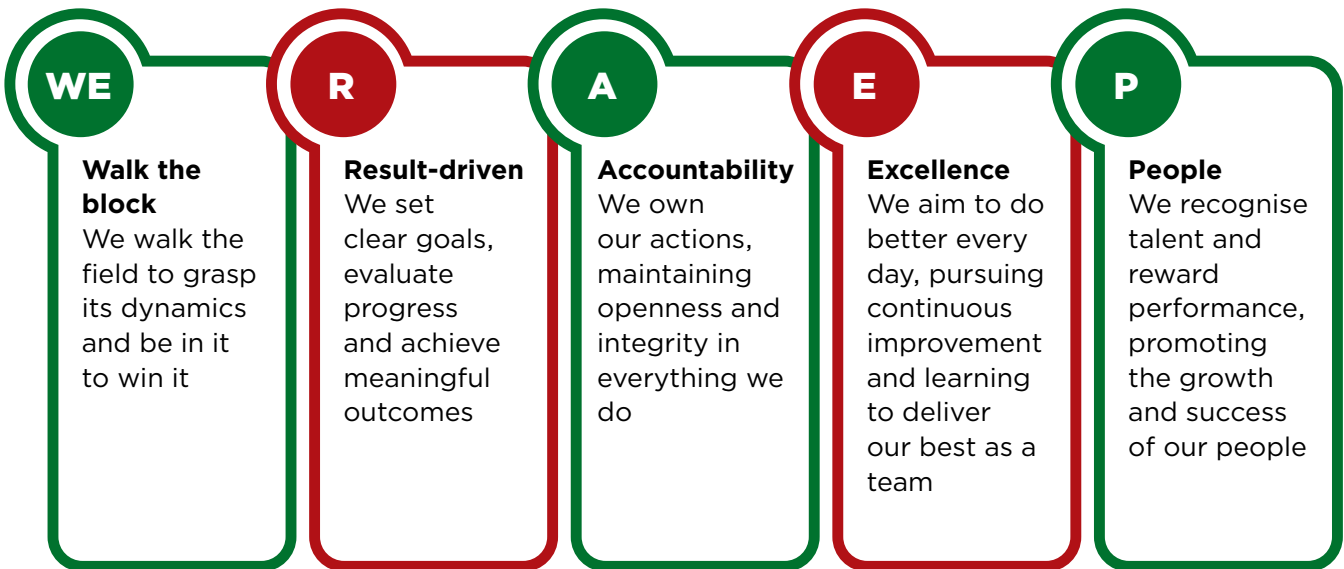 WE
Walk the
block
We walk the
field to grasp
its dynamics
and be in it
to win it
R
Result-driven
We set
clear goals,
evaluate
progress
and achieve
meaningful
outcomes
A
Accountability
We own
our actions,
maintaining
openness and
integrity in
everything we
do
E
Excellence
We aim to do
better every
day, pursuing
continuous
improvement
and learning
to deliver
our best as a
team
P
People
We recognise
talent and
reward
performance,
promoting
the growth
and success
of our people